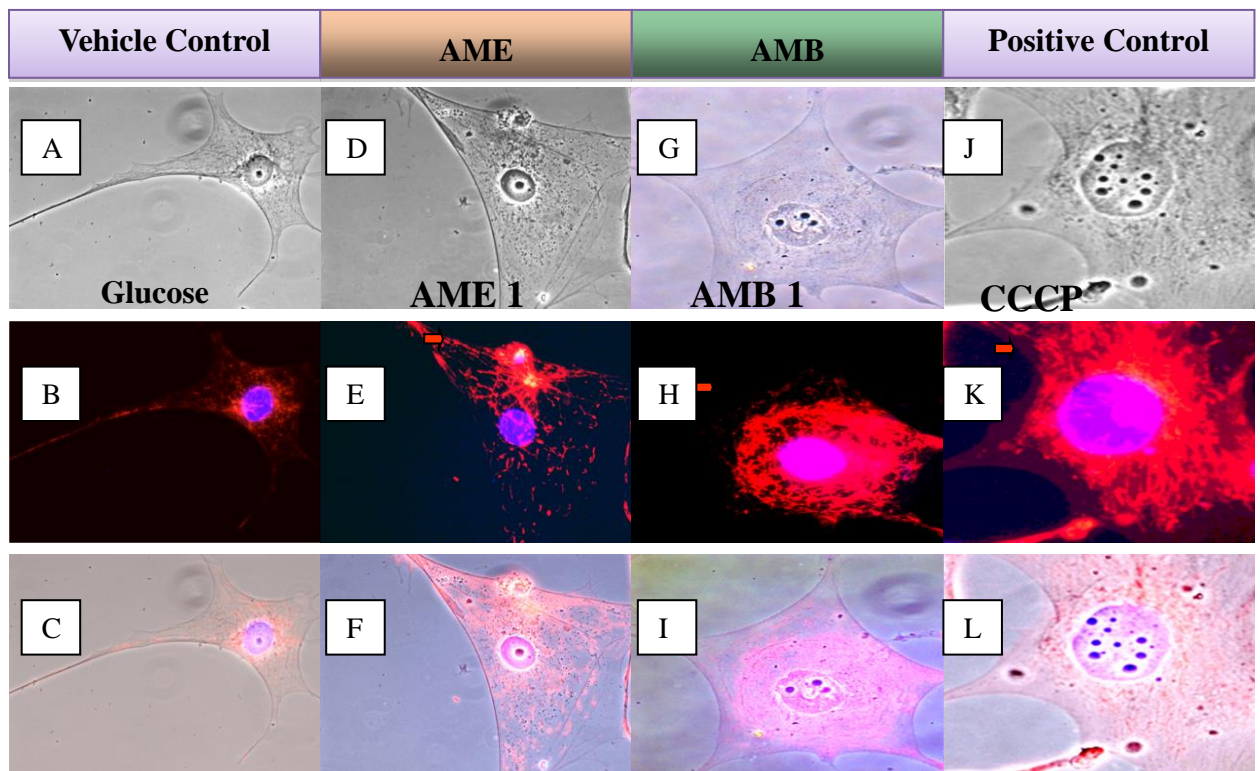 Vehicle Control
AME
AMB
Positive Control
A
D
G
J
Glucose
AME 1
AMB 1
CCCP
B
E
H
K
C
F
I
L